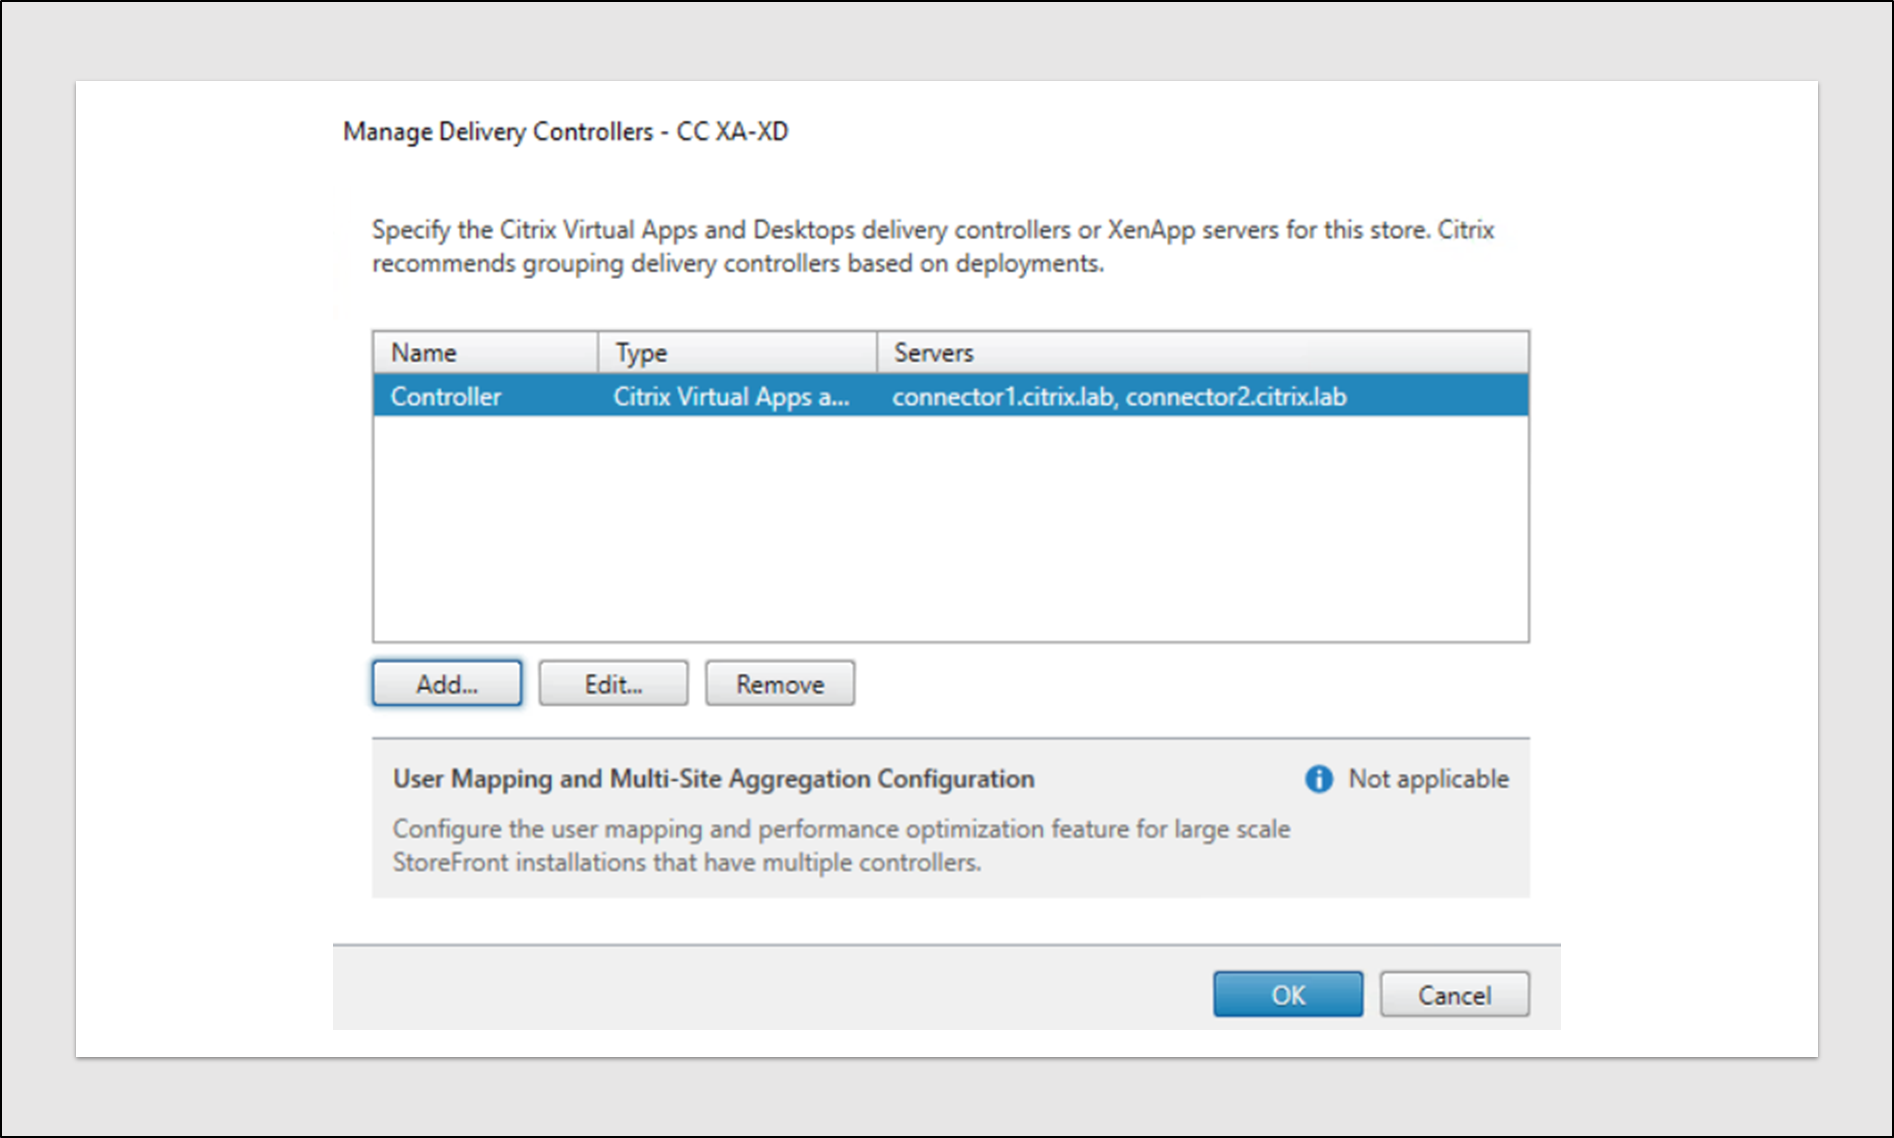 Manage Delivery Controllers - CC XA-XD
Specify the Citrix Virtual Apps and Desktops delivery controllers or XenApp servers for this store. Citrix
recommends grouping delivery controllers based on deployments.
Name Type Servers
Controller Citrix Virtual Apps a... connector1.citrix.lab, connector2.citrix.lab
Add... Edit... Remove
User Mapping and Multi-Site Aggregation Configuration Not applicable
Configure the user mapping and performance optimization feature for large scale
StoreFront installations that have multiple controllers.
OK Cancel